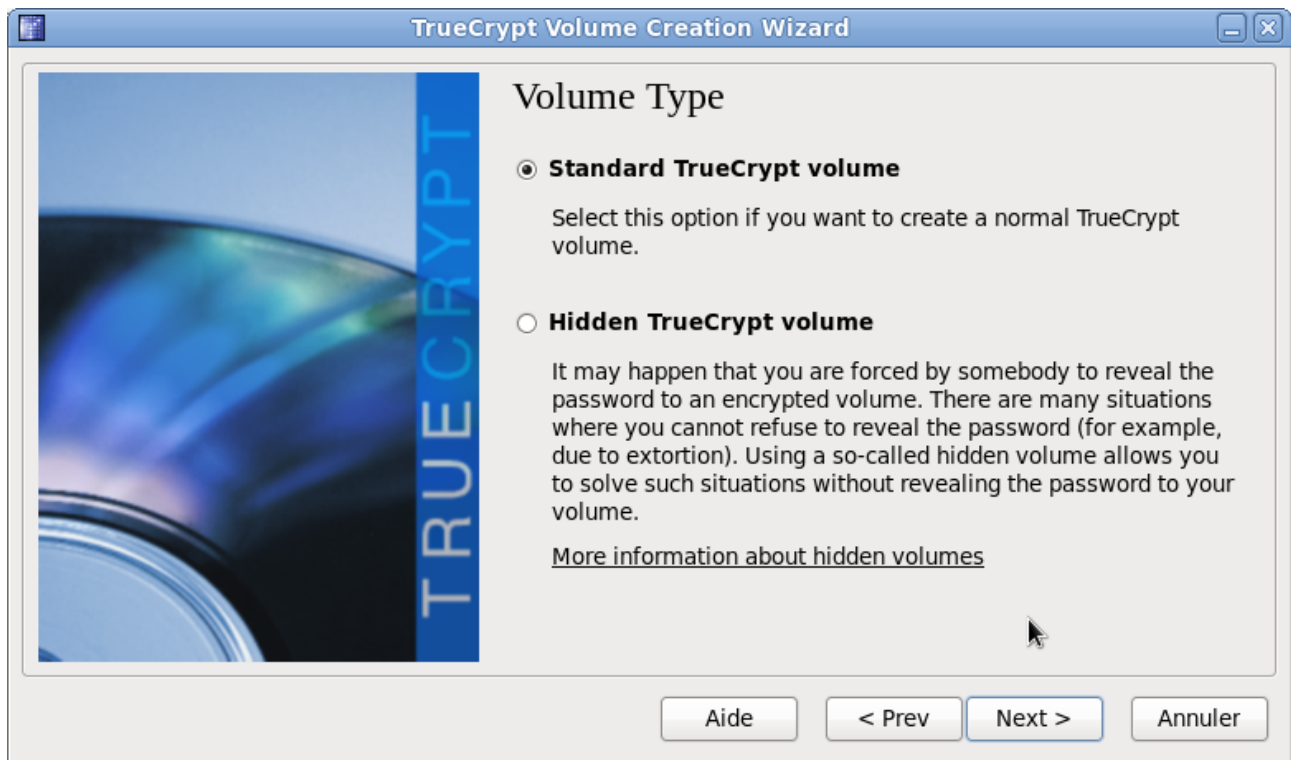 TrueCrypt Volume Creation Wizard
TRUECRYPT
Volume Type
Standard TrueCrypt volume
Select this option if you want to create a normal TrueCrypt
volume.
Hidden TrueCrypt volume
It may happen that you are forced by somebody to reveal the
password to an encrypted volume. There are many situations
where you cannot refuse to reveal the password (for example,
due to extortion). Using a so-called hidden volume allows you
to solve such situations without revealing the password to your
volume.
More information about hidden volumes
Aide
< Prev
Next >
Annuler